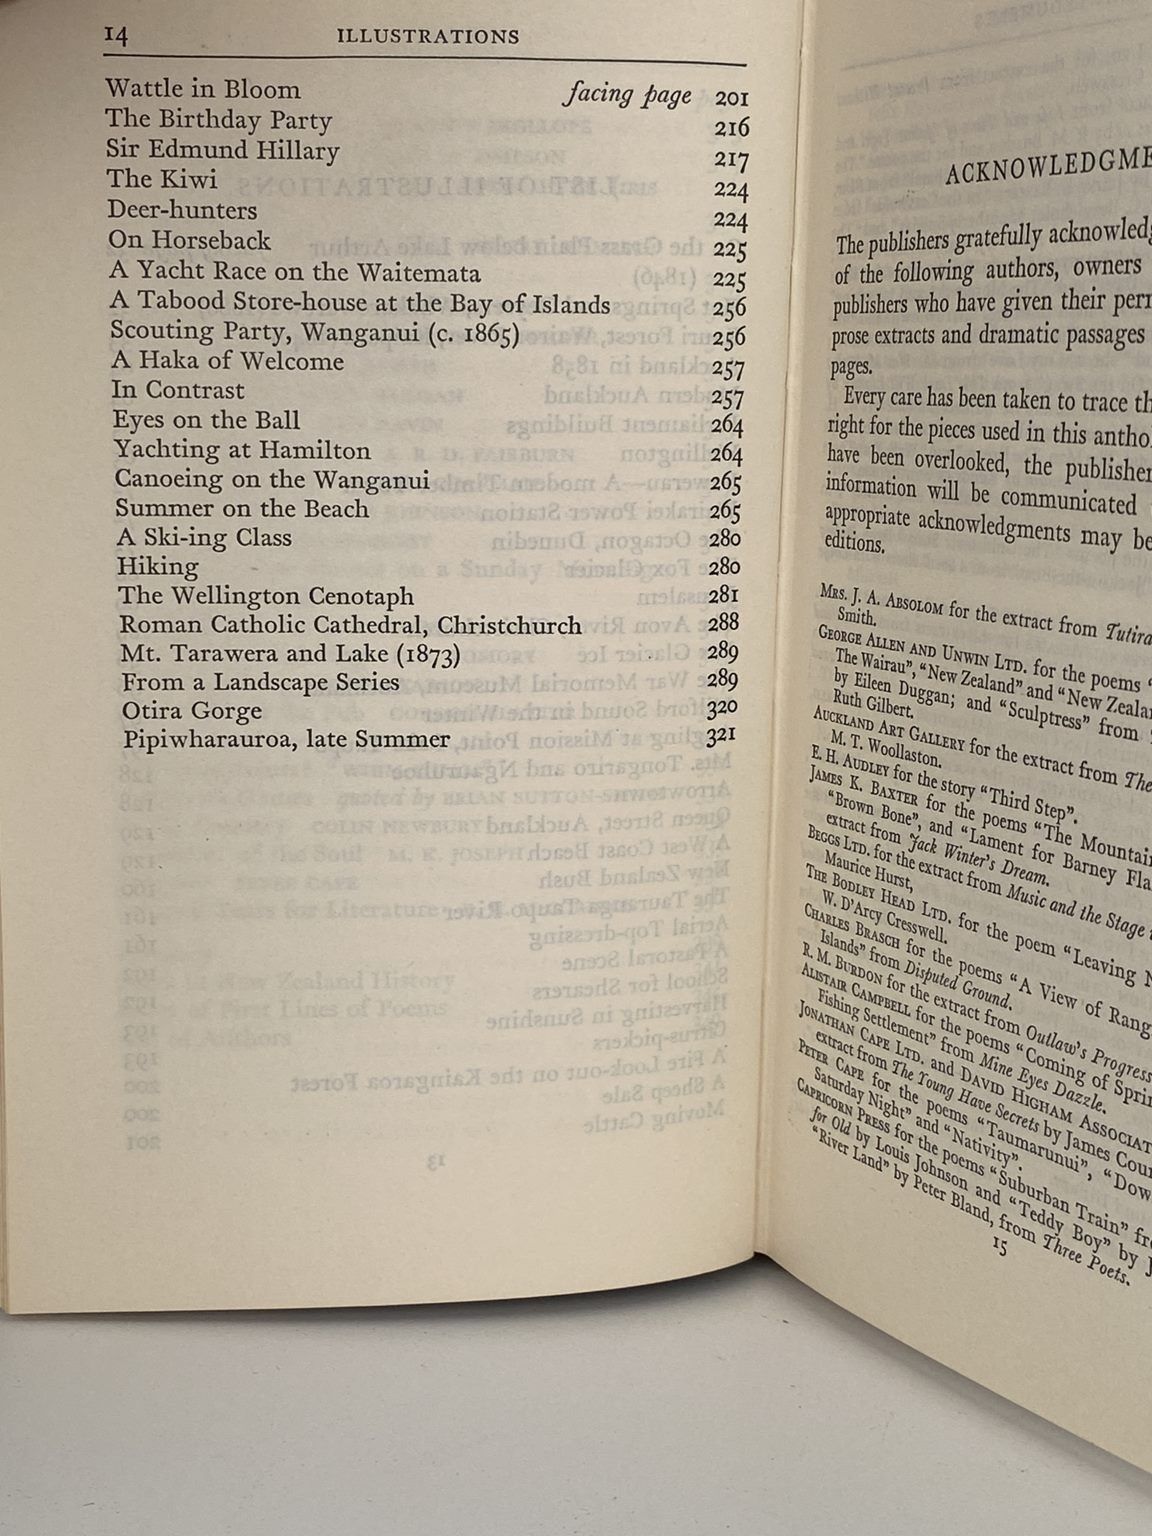 14 ILLUSTRATIONS
Wattle in Bloom facing page 201
The Birthday Party 216
Sir Edmund Hillary 217
The Kiwi 224
Deer-hunters 224
On Horseback 225
A Yacht Race on the Waitemata 225
A Tabood Store-house at the Bay of Islands 256
Scouting Party, Wanganui (c. 1865) 256
A Haka of Welcome 257
In Contrast 257
Eyes on the Ball 264
Yachting at Hamilton 264
Canoeing on the Wanganui 265
Summer on the Beach 265
A Ski-ing Class 280
Hiking 280
The Wellington Cenotaph 281
Roman Catholic Cathedral, Christchurch 288
Mt. Tarawera and Lake (1873) 289
From a Landscape Series 289
Otira Gorge 320
Pipiwharauroa, late Summer 321
ACKNOWLEDGME
The publishers gratefully acknowledg
of the following authors, owners
publishers who have given their perm
prose extracts and dramatic passages
pages.
Every care has been taken to trace th
right for the pieces used in this antho
have been overlooked, the publisher
information will be communicated
appropriate acknowledgments may be
editions.
MRS. J. A. ABSOLOM for the extract from Tutira
Smith.
GEORGE ALLEN AND UNWIN LTD. for the poems "
The Wairau", "New Zealand" and "New Zealan
by Eileen Duggan; and "Sculptress" from
Ruth Gilbert.
AUCKLAND ART GALLERY for the extract from The
M. T. Woollaston.
E. H. AUDLEY for the story "Third Step".
JAMES K. BAXTER for the poems "The Mountai
"Brown Bone", and "Lament for Barney Fla
extract from Jack Winter's Dream.
BEGGS LTD. for the extract from Music and the Stage
Maurice Hurst,
THE BODLEY HEAD LTD. for the poem "Leaving N
W. D'Arcy Cresswell.
CHARLES BRASCH for the poems "A View of Rang
Islands" from Disputed Ground.
R. M. BURDON for the extract from Outlaw's Progress
ALISTAIR CAMPBELL for the poems "Coming of Sprin
Fishing Settlement" from Mine Eyes Dazzle.
JONATHAN CAPE LTD. and DAVID HIGHAM ASSOCIAT
extract from The Young Have Secrets by James Cour
PETER CAPE for the poems "Taumarunui", "Dow
Saturday Night" and "Nativity".
CAPRICORN PRESS for the poems "Suburban Train" fr
for Old by Louis Johnson and "Teddy Boy" by J
"River Land" by Peter Bland, from Three Poets.
15